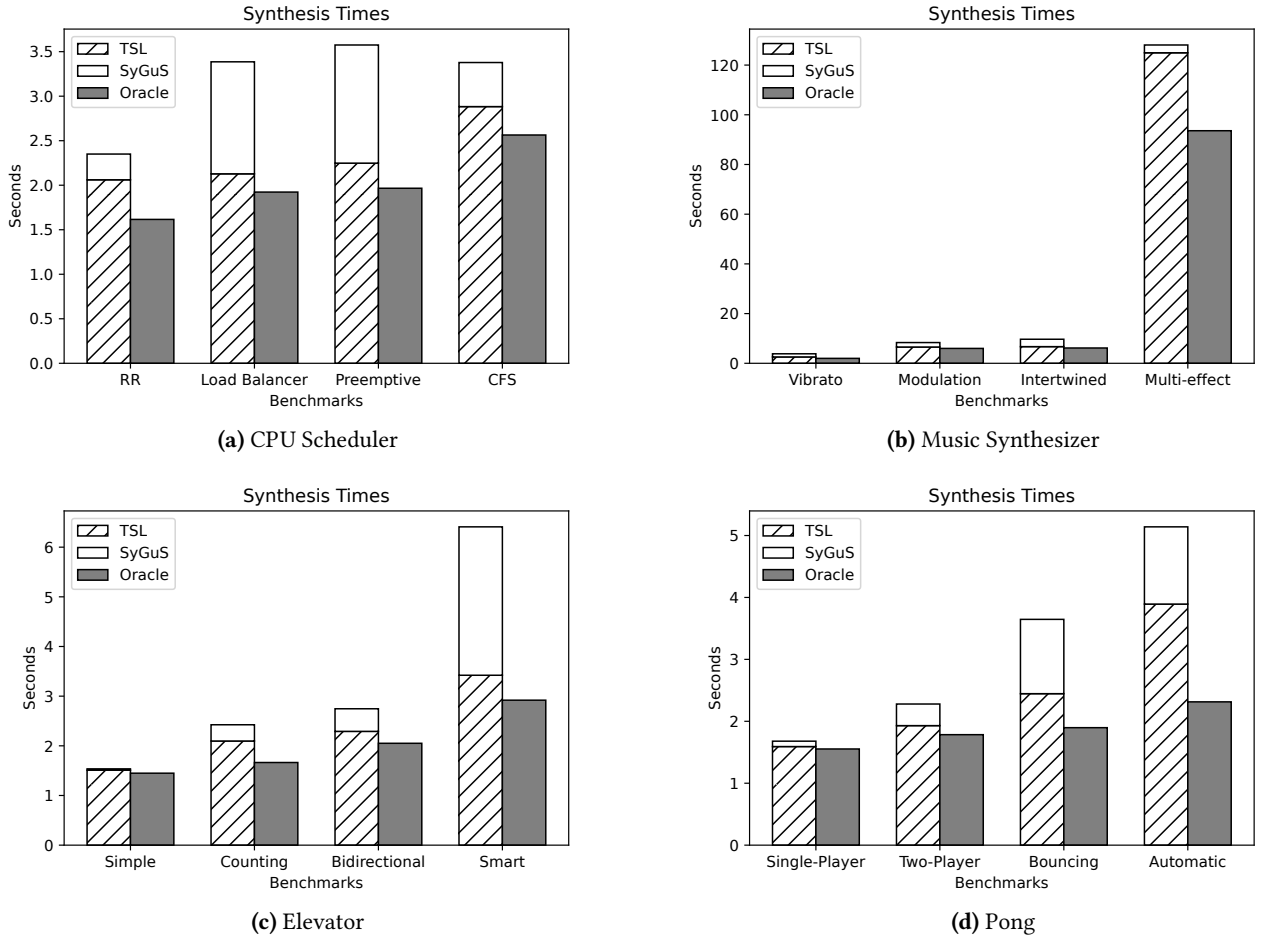 Synthesis Times
TSL
SyGuS
Oracle
Seconds
3.5
3.0
2.5
2.0
1.5
1.0
0.5
0.0
RR Load Balancer Preemptive CFS
Benchmarks
(a) CPU Scheduler
Synthesis Times
TSL
SyGuS
Oracle
Seconds
120
100
80
60
40
20
0
Vibrato Modulation Intertwined Multi-effect
Benchmarks
(b) Music Synthesizer
Synthesis Times
TSL
SyGuS
Oracle
Seconds
6
5
4
3
2
1
0
Simple Counting Bidirectional Smart
Benchmarks
(c) Elevator
Synthesis Times
TSL
SyGuS
Oracle
Seconds
5
4
3
2
1
0
Single-Player Two-Player Bouncing Automatic
Benchmarks
(d) Pong